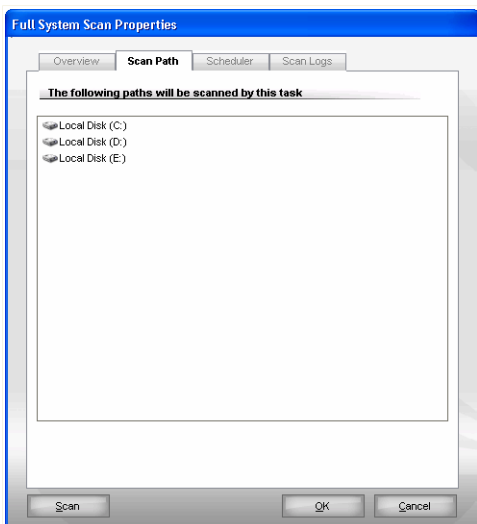 Full System Scan Properties
Overview Scan Path Scheduler Scan Logs
The following paths will be scanned by this task
Local Disk (C:)
Local Disk (D:)
Local Disk (E:)
Scan OK Cancel